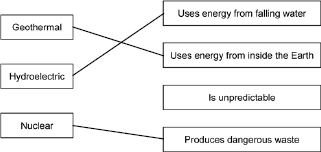 Geothermal
Hydroelectric
Nuclear
Uses energy from falling water
Uses energy from inside the Earth
Is unpredictable
Produces dangerous waste